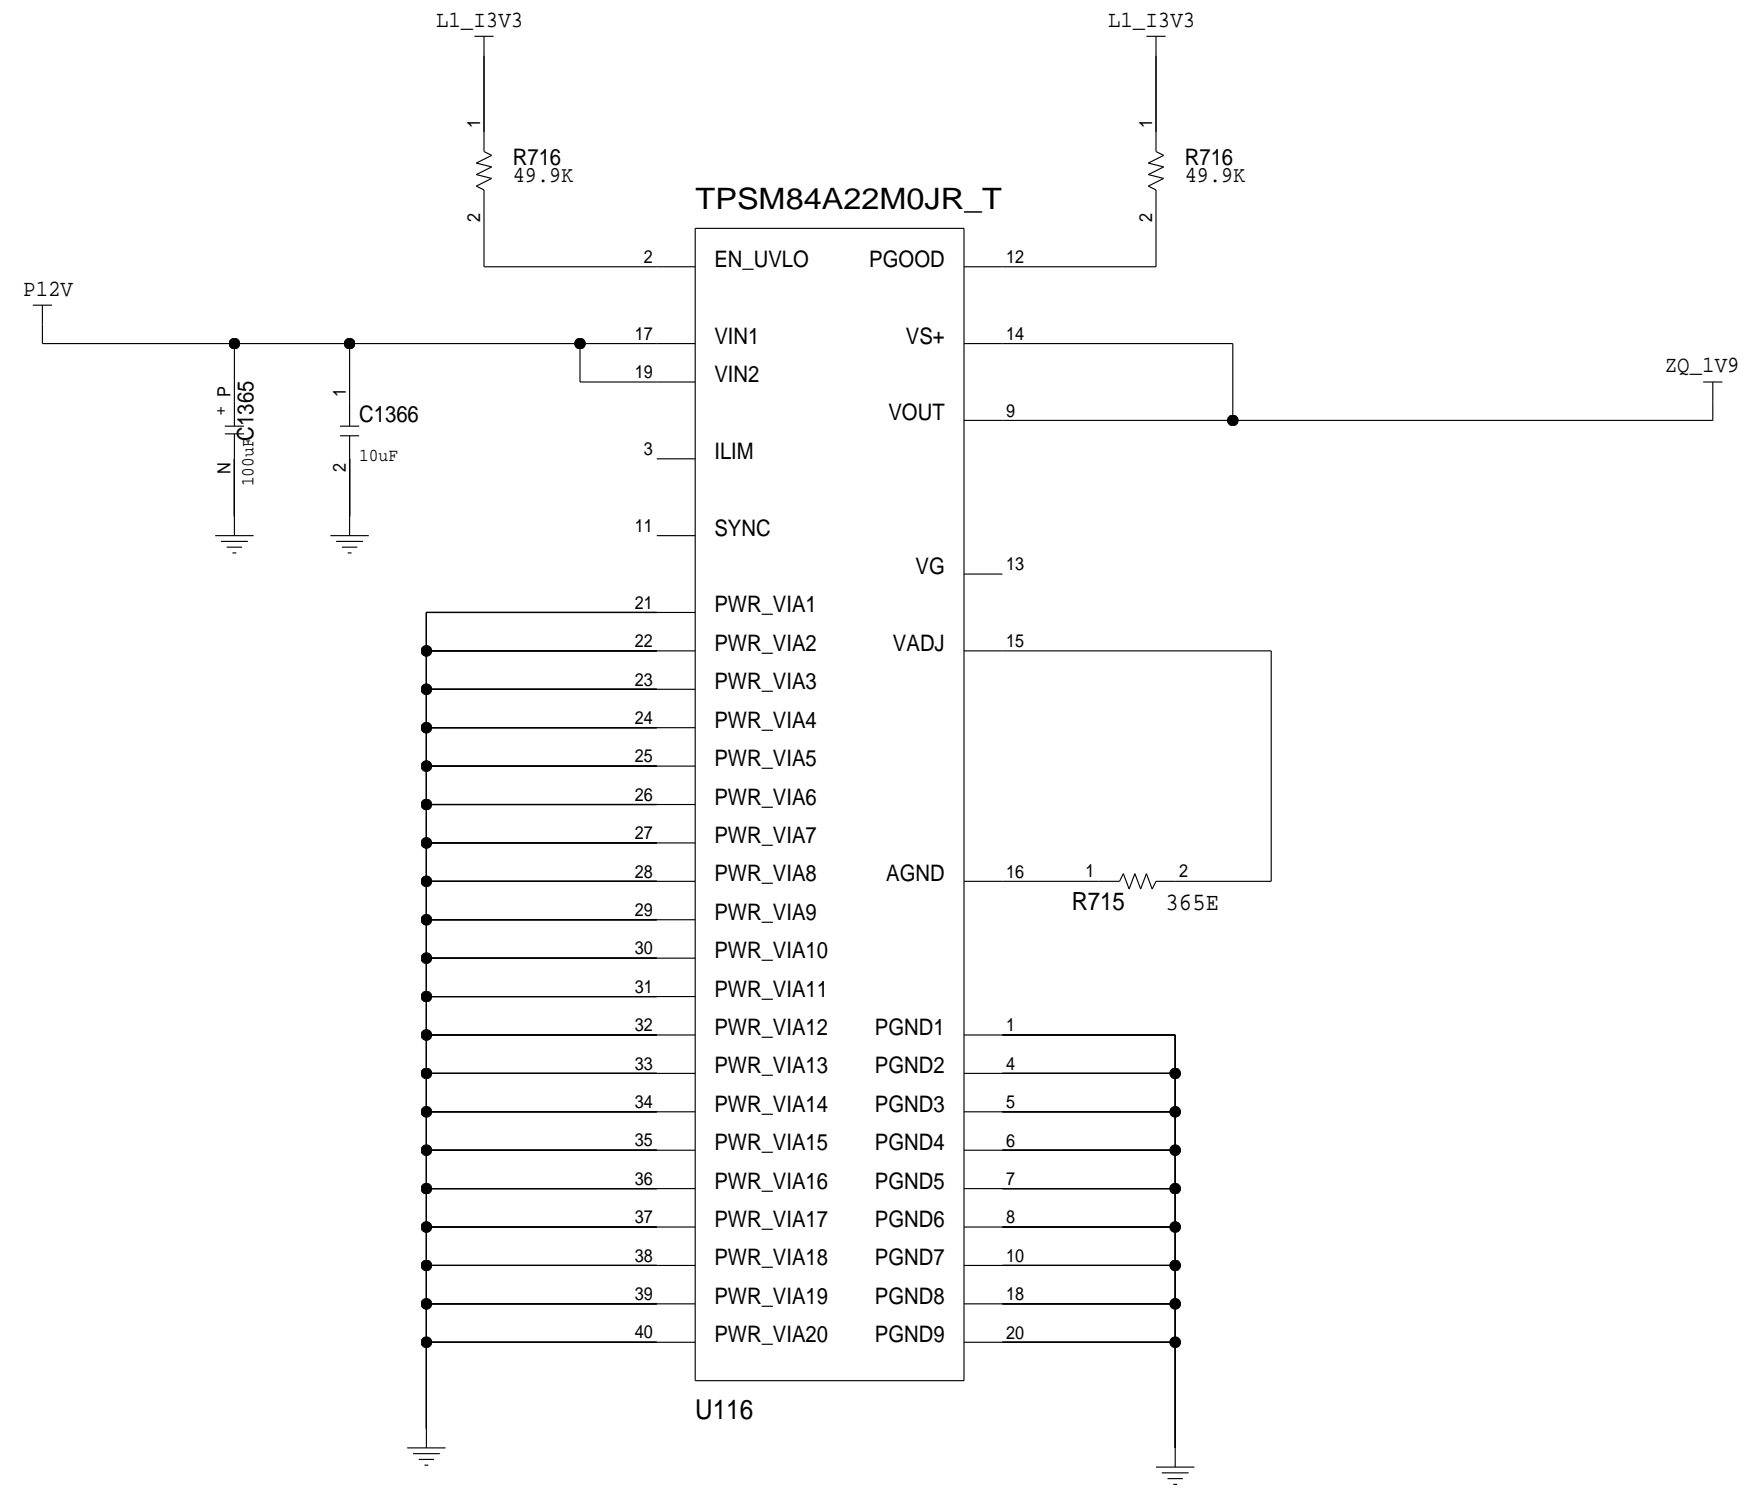 L1_I3V3 L1_I3V3
1 1
R716 R716
49.9K 49.9K
2 2
TPSM84A22M0JR_T
2 EN_UVLO PGOOD 12
P12V
17 VIN1 VS+ 14
ZQ_1V9
19 VIN2
VOUT 9
+ P
C1365
100uF
N
1
C1366
10uF
2
3 ILIM
11 SYNC
VG 13
21 PWR_VIA1
22 PWR_VIA2 VADJ 15
23 PWR_VIA3
24 PWR_VIA4
25 PWR_VIA5
26 PWR_VIA6
27 PWR_VIA7
28 PWR_VIA8 AGND 16 1 2
R715 365E
29 PWR_VIA9
30 PWR_VIA10
31 PWR_VIA11
32 PWR_VIA12 PGND1 1
33 PWR_VIA13 PGND2 4
34 PWR_VIA14 PGND3 5
35 PWR_VIA15 PGND4 6
36 PWR_VIA16 PGND5 7
37 PWR_VIA17 PGND6 8
38 PWR_VIA18 PGND7 10
39 PWR_VIA19 PGND8 18
40 PWR_VIA20 PGND9 20
U116